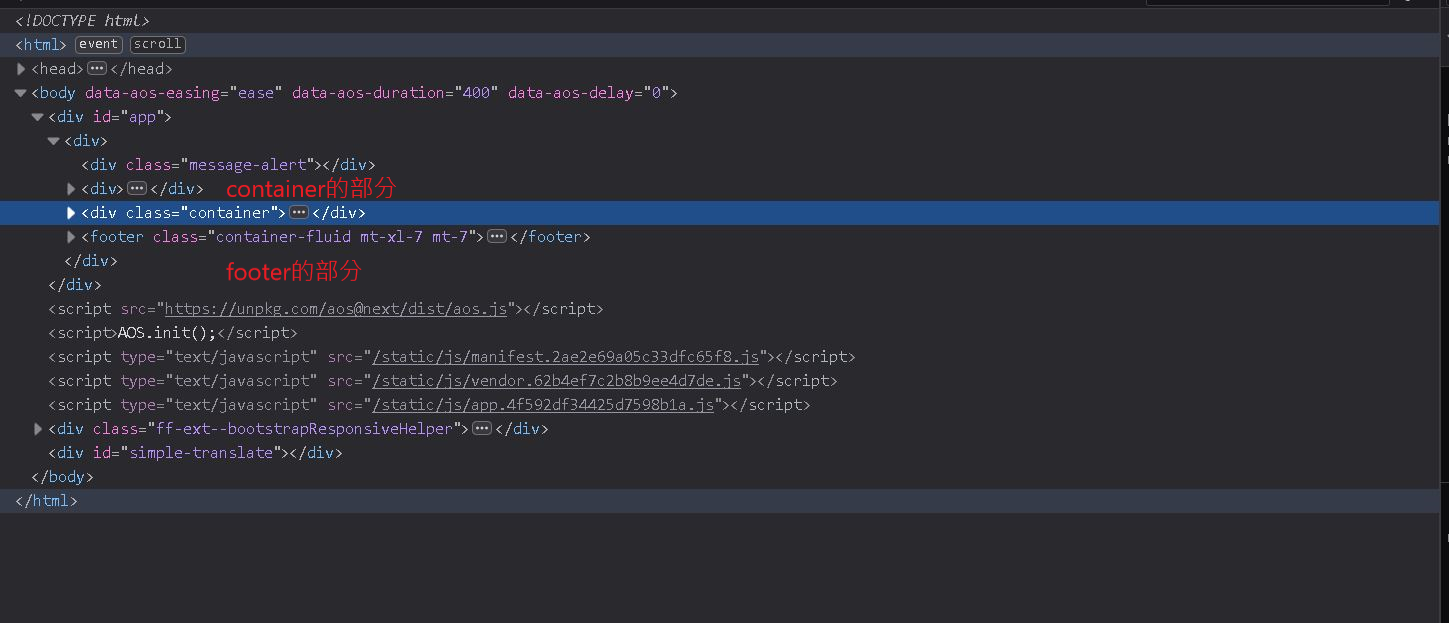 <!DOCTYPE html>
<html> event scroll
<head> ••• </head>
<body data-aos-easing="ease" data-aos-duration="400" data-aos-delay="0">
<div id="app">
<div>
<div class="message-alert"></div>
<div> ••• </div> container的部分
<div class="container"> ••• </div>
<footer class="container-fluid mt-xl-7 mt-7"> ••• </footer>
</div>
footer的部分
</div>
<script src="https://unpkg.com/aos@next/dist/aos.js"></script>
<script>AOS.init();</script>
<script type="text/javascript" src="/static/js/manifest.2ae2e69a05c33dfc65f8.js"></script>
<script type="text/javascript" src="/static/js/vendor.62b4ef7c2b8b9ee4d7de.js"></script>
<script type="text/javascript" src="/static/js/app.4f592df34425d7598b1a.js"></script>
<div class="ff-ext--bootstrapResponsiveHelper"> ••• </div>
<div id="simple-translate"></div>
</body>
</html>